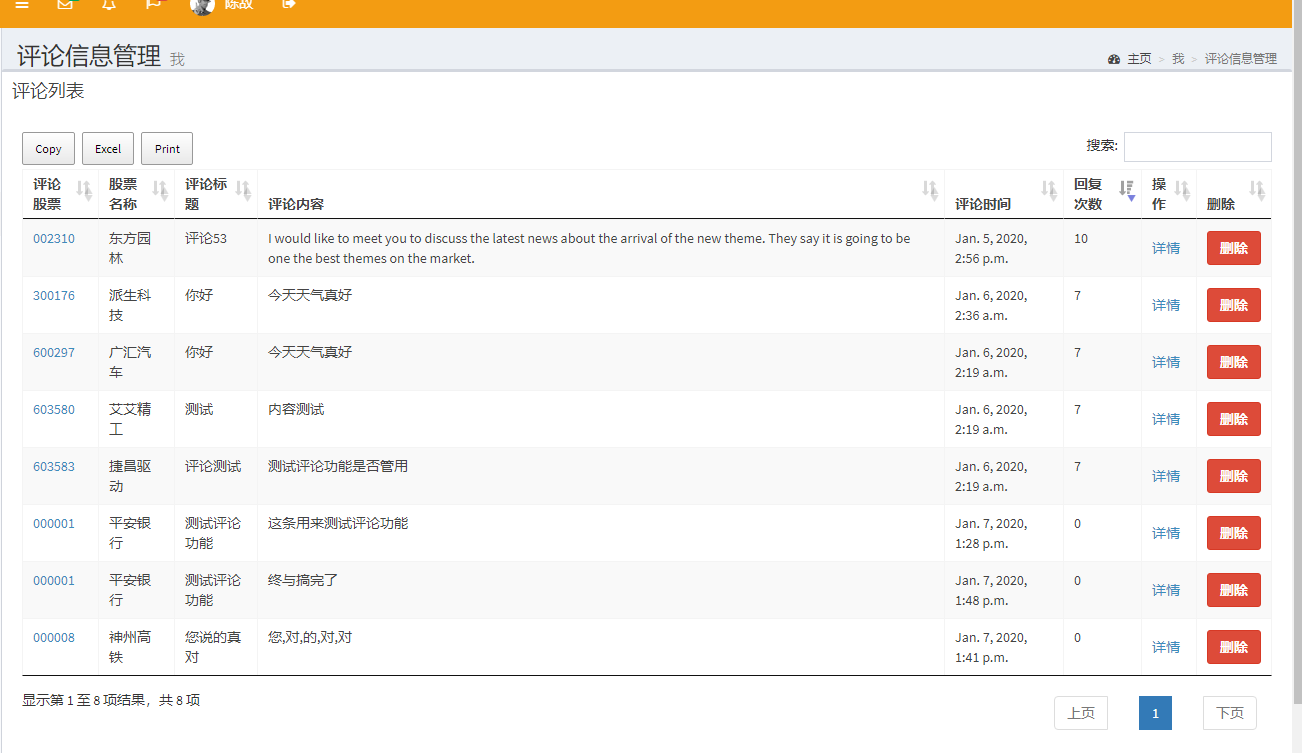 陈故
评论信息管理 我
主页 > 我 > 评论信息管理
评论列表
Copy Excel Print
搜索:
评论股票 股票名称 评论标题 评论内容 评论时间 回复次数 操作 删除
002310 东方园林 评论53 I would like to meet you to discuss the latest news about the arrival of the new theme. They say it is going to be one the best themes on the market. Jan. 5, 2020, 2:56 p.m. 10 详情 删除
300176 派生科技 你好 今天天气真好 Jan. 6, 2020, 2:36 a.m. 7 详情 删除
600297 广汇汽车 你好 今天天气真好 Jan. 6, 2020, 2:19 a.m. 7 详情 删除
603580 艾艾精工 测试 内容测试 Jan. 6, 2020, 2:19 a.m. 7 详情 删除
603583 捷昌驱动 评论测试 测试评论功能是否管用 Jan. 6, 2020, 2:19 a.m. 7 详情 删除
000001 平安银行 测试评论功能 这条用来测试评论功能 Jan. 7, 2020, 1:28 p.m. 0 详情 删除
000001 平安银行 测试评论功能 终与搞完了 Jan. 7, 2020, 1:48 p.m. 0 详情 删除
000008 神州高铁 您说的真对 您,对,的,对,对 Jan. 7, 2020, 1:41 p.m. 0 详情 删除
显示第 1 至 8 项结果，共 8 项
上页 1 下页